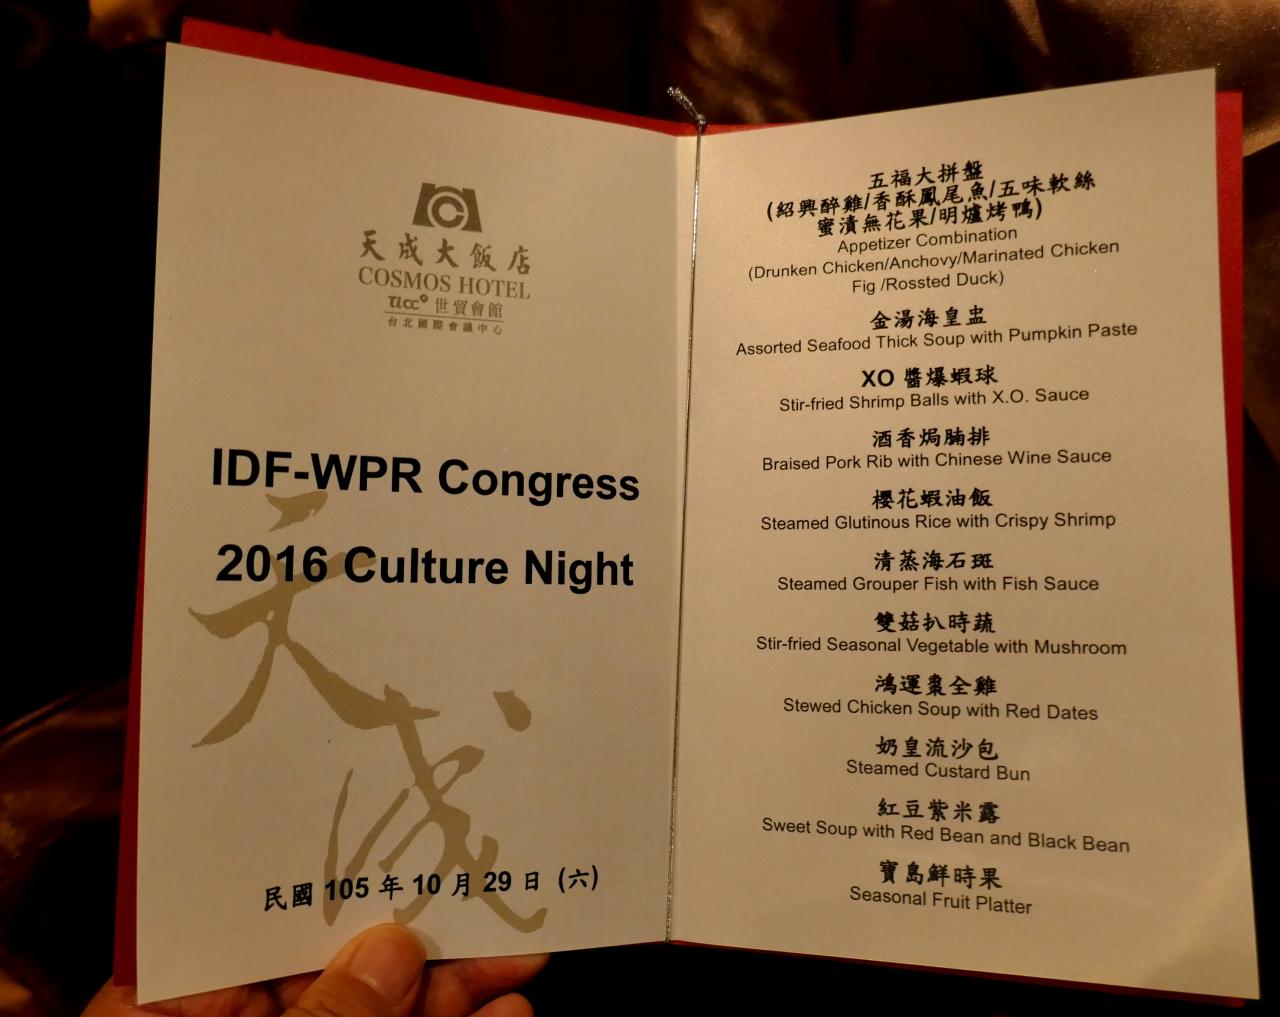 天成大飯店
COSMOS HOTEL
TICC 世貿會館
台北國際會議中心
IDF-WPR Congress
2016 Culture Night
天成
民國 105 年 10 月 29 日 (六)
五福大拼盤
(紹興醉雞/香酥鳳尾魚/五味軟絲
蜜漬無花果/明爐烤鴨)
Appetizer Combination
(Drunken Chicken/Anchovy/Marinated Chicken
Fig /Rossted Duck)
金湯海皇盅
Assorted Seafood Thick Soup with Pumpkin Paste
XO 醬爆蝦球
Stir-fried Shrimp Balls with X.O. Sauce
酒香焗腩排
Braised Pork Rib with Chinese Wine Sauce
櫻花蝦油飯
Steamed Glutinous Rice with Crispy Shrimp
清蒸海石斑
Steamed Grouper Fish with Fish Sauce
雙菇扒時蔬
Stir-fried Seasonal Vegetable with Mushroom
鴻運棗全雞
Stewed Chicken Soup with Red Dates
奶皇流沙包
Steamed Custard Bun
紅豆紫米露
Sweet Soup with Red Bean and Black Bean
寶島鮮時果
Seasonal Fruit Platter